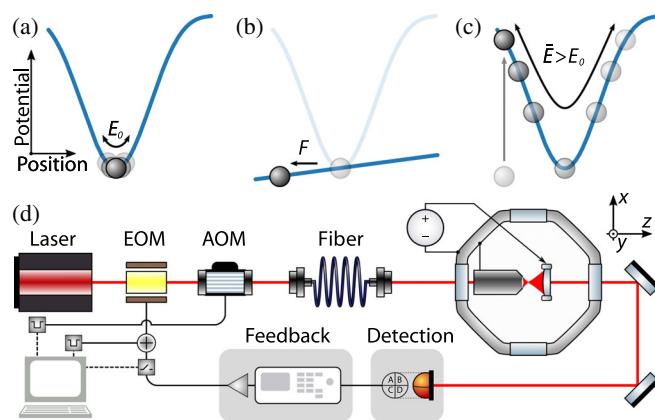 (a)
(b)
(c)
Potential
Position
E₀
F
Ē>E₀
(d)
Laser
EOM
AOM
Fiber
+
−
x
y
z
Feedback
Detection
+
A B
C D